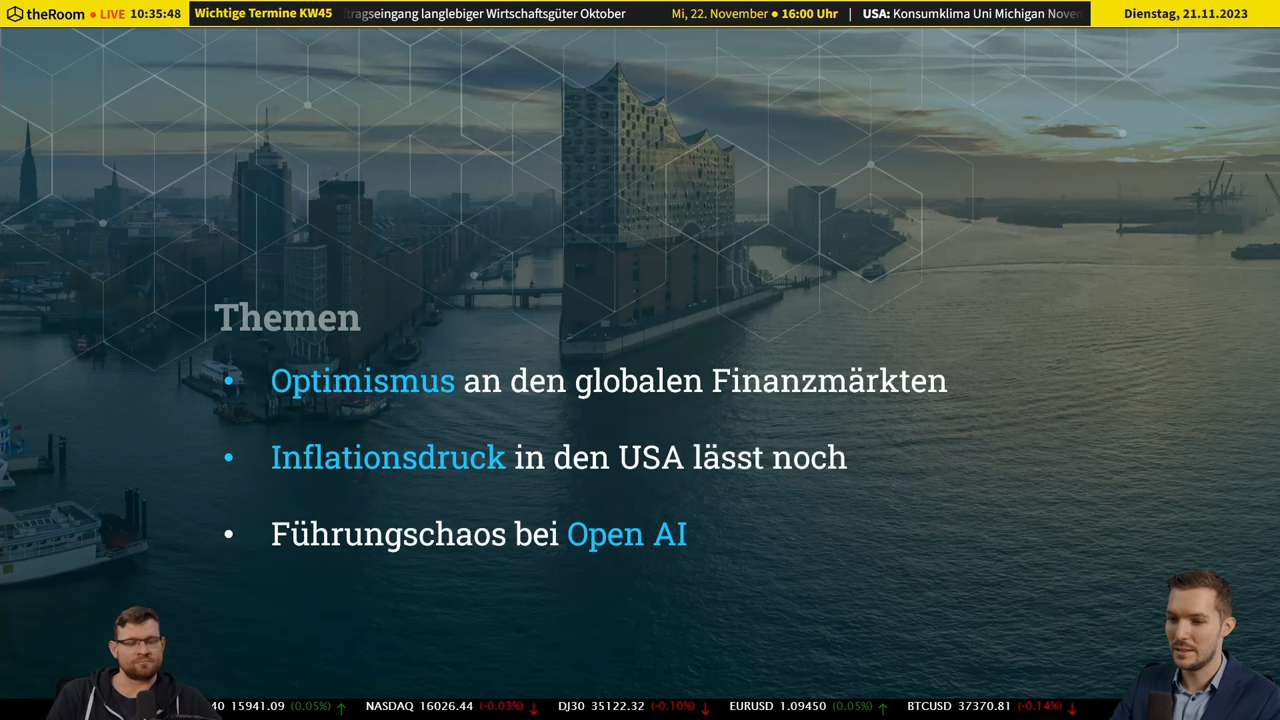 theRoom ● LIVE 10:35:48
Wichtige Termine KW45
tragseingang langlebiger Wirtschaftsgüter Oktober
Mi, 22. November ● 16:00 Uhr | USA: Konsumklima Uni Michigan Noven
Dienstag, 21.11.2023
Themen
• Optimismus an den globalen Finanzmärkten
• Inflationsdruck in den USA lässt noch
• Führungschaos bei Open AI
40 15941.09 (0.05%) ↑ NASDAQ 16026.44 (-0.03%) ↓ DJ30 35122.32 (-0.10%) ↓ EURUSD 1.09450 (0.05%) ↑ BTCUSD 37370.81 (-0.14%) ↓